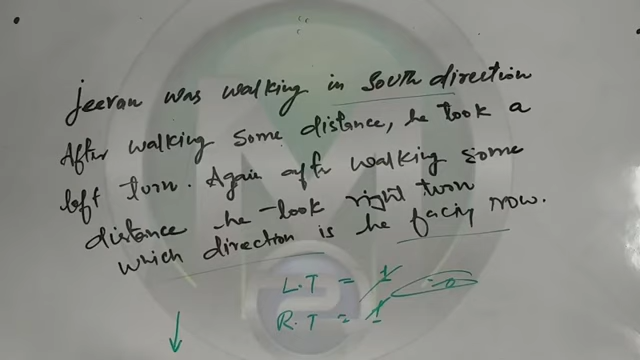 Jeevan was walking in South direction
After walking some distance, he took a
left turn. Again aftr walking some
distance he took right turn
which direction is he facing now.
L.T = 1
R.T = 1